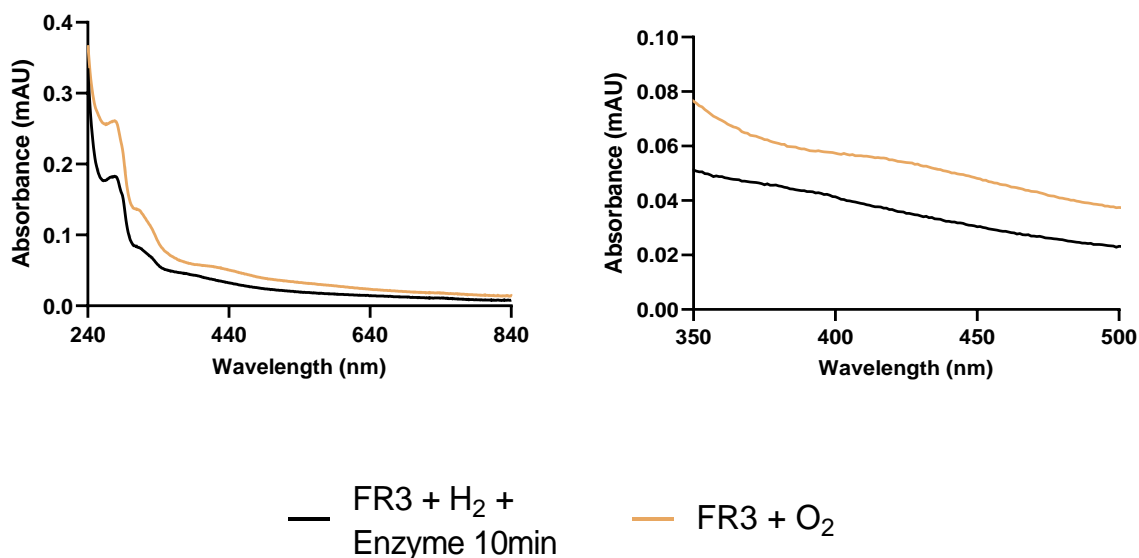 0.4
0.3
0.2
0.1
0.0
Absorbance (mAU)
240
440
640
840
Wavelength (nm)
0.10
0.08
0.06
0.04
0.02
0.00
Absorbance (mAU)
350
400
450
500
Wavelength (nm)
FR3 + H₂ +
Enzyme 10min
FR3 + O₂